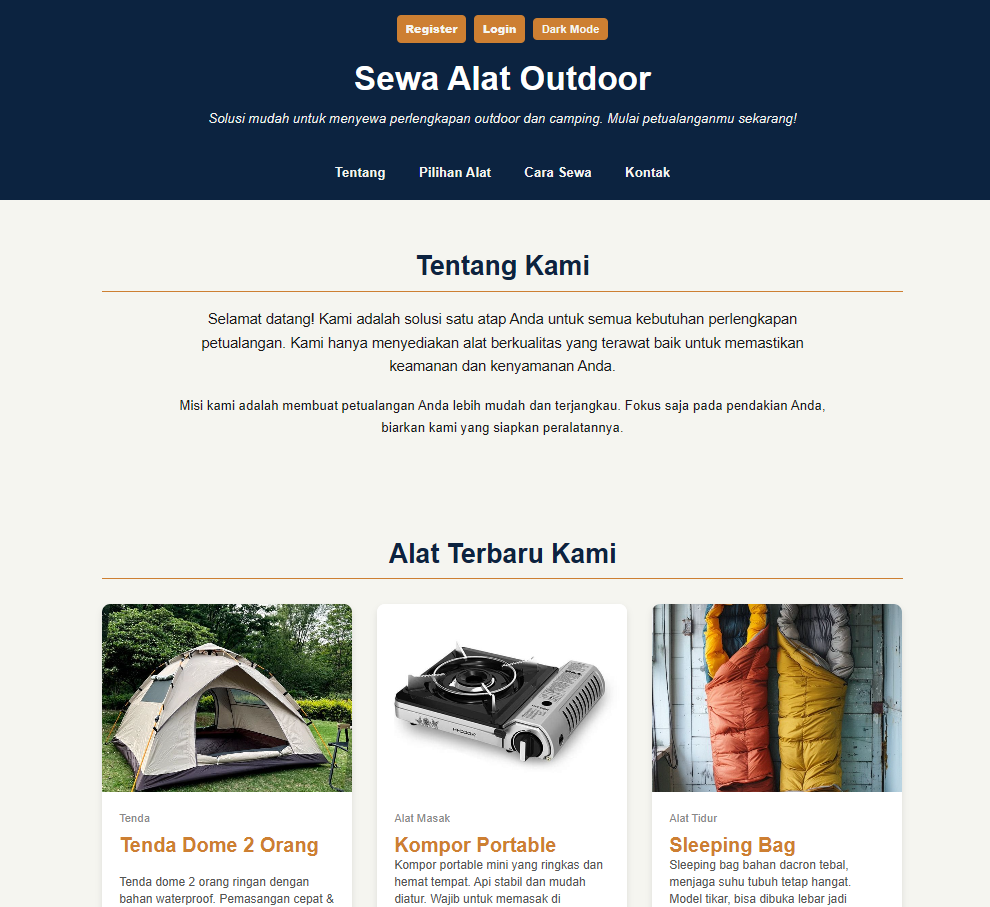 Register Login Dark Mode
Sewa Alat Outdoor
Solusi mudah untuk menyewa perlengkapan outdoor dan camping. Mulai petualanganmu sekarang!
Tentang Pilihan Alat Cara Sewa Kontak
Tentang Kami
Selamat datang! Kami adalah solusi satu atap Anda untuk semua kebutuhan perlengkapan
petualangan. Kami hanya menyediakan alat berkualitas yang terawat baik untuk memastikan
keamanan dan kenyamanan Anda.
Misi kami adalah membuat petualangan Anda lebih mudah dan terjangkau. Fokus saja pada pendakian Anda,
biarkan kami yang siapkan peralatannya.
Alat Terbaru Kami
Tenda
Tenda Dome 2 Orang
Tenda dome 2 orang ringan dengan
bahan waterproof. Pemasangan cepat &
Alat Masak
Kompor Portable
Kompor portable mini yang ringkas dan
hemat tempat. Api stabil dan mudah
diatur. Wajib untuk memasak di
Alat Tidur
Sleeping Bag
Sleeping bag bahan dacron tebal,
menjaga suhu tubuh tetap hangat.
Model tikar, bisa dibuka lebar jadi